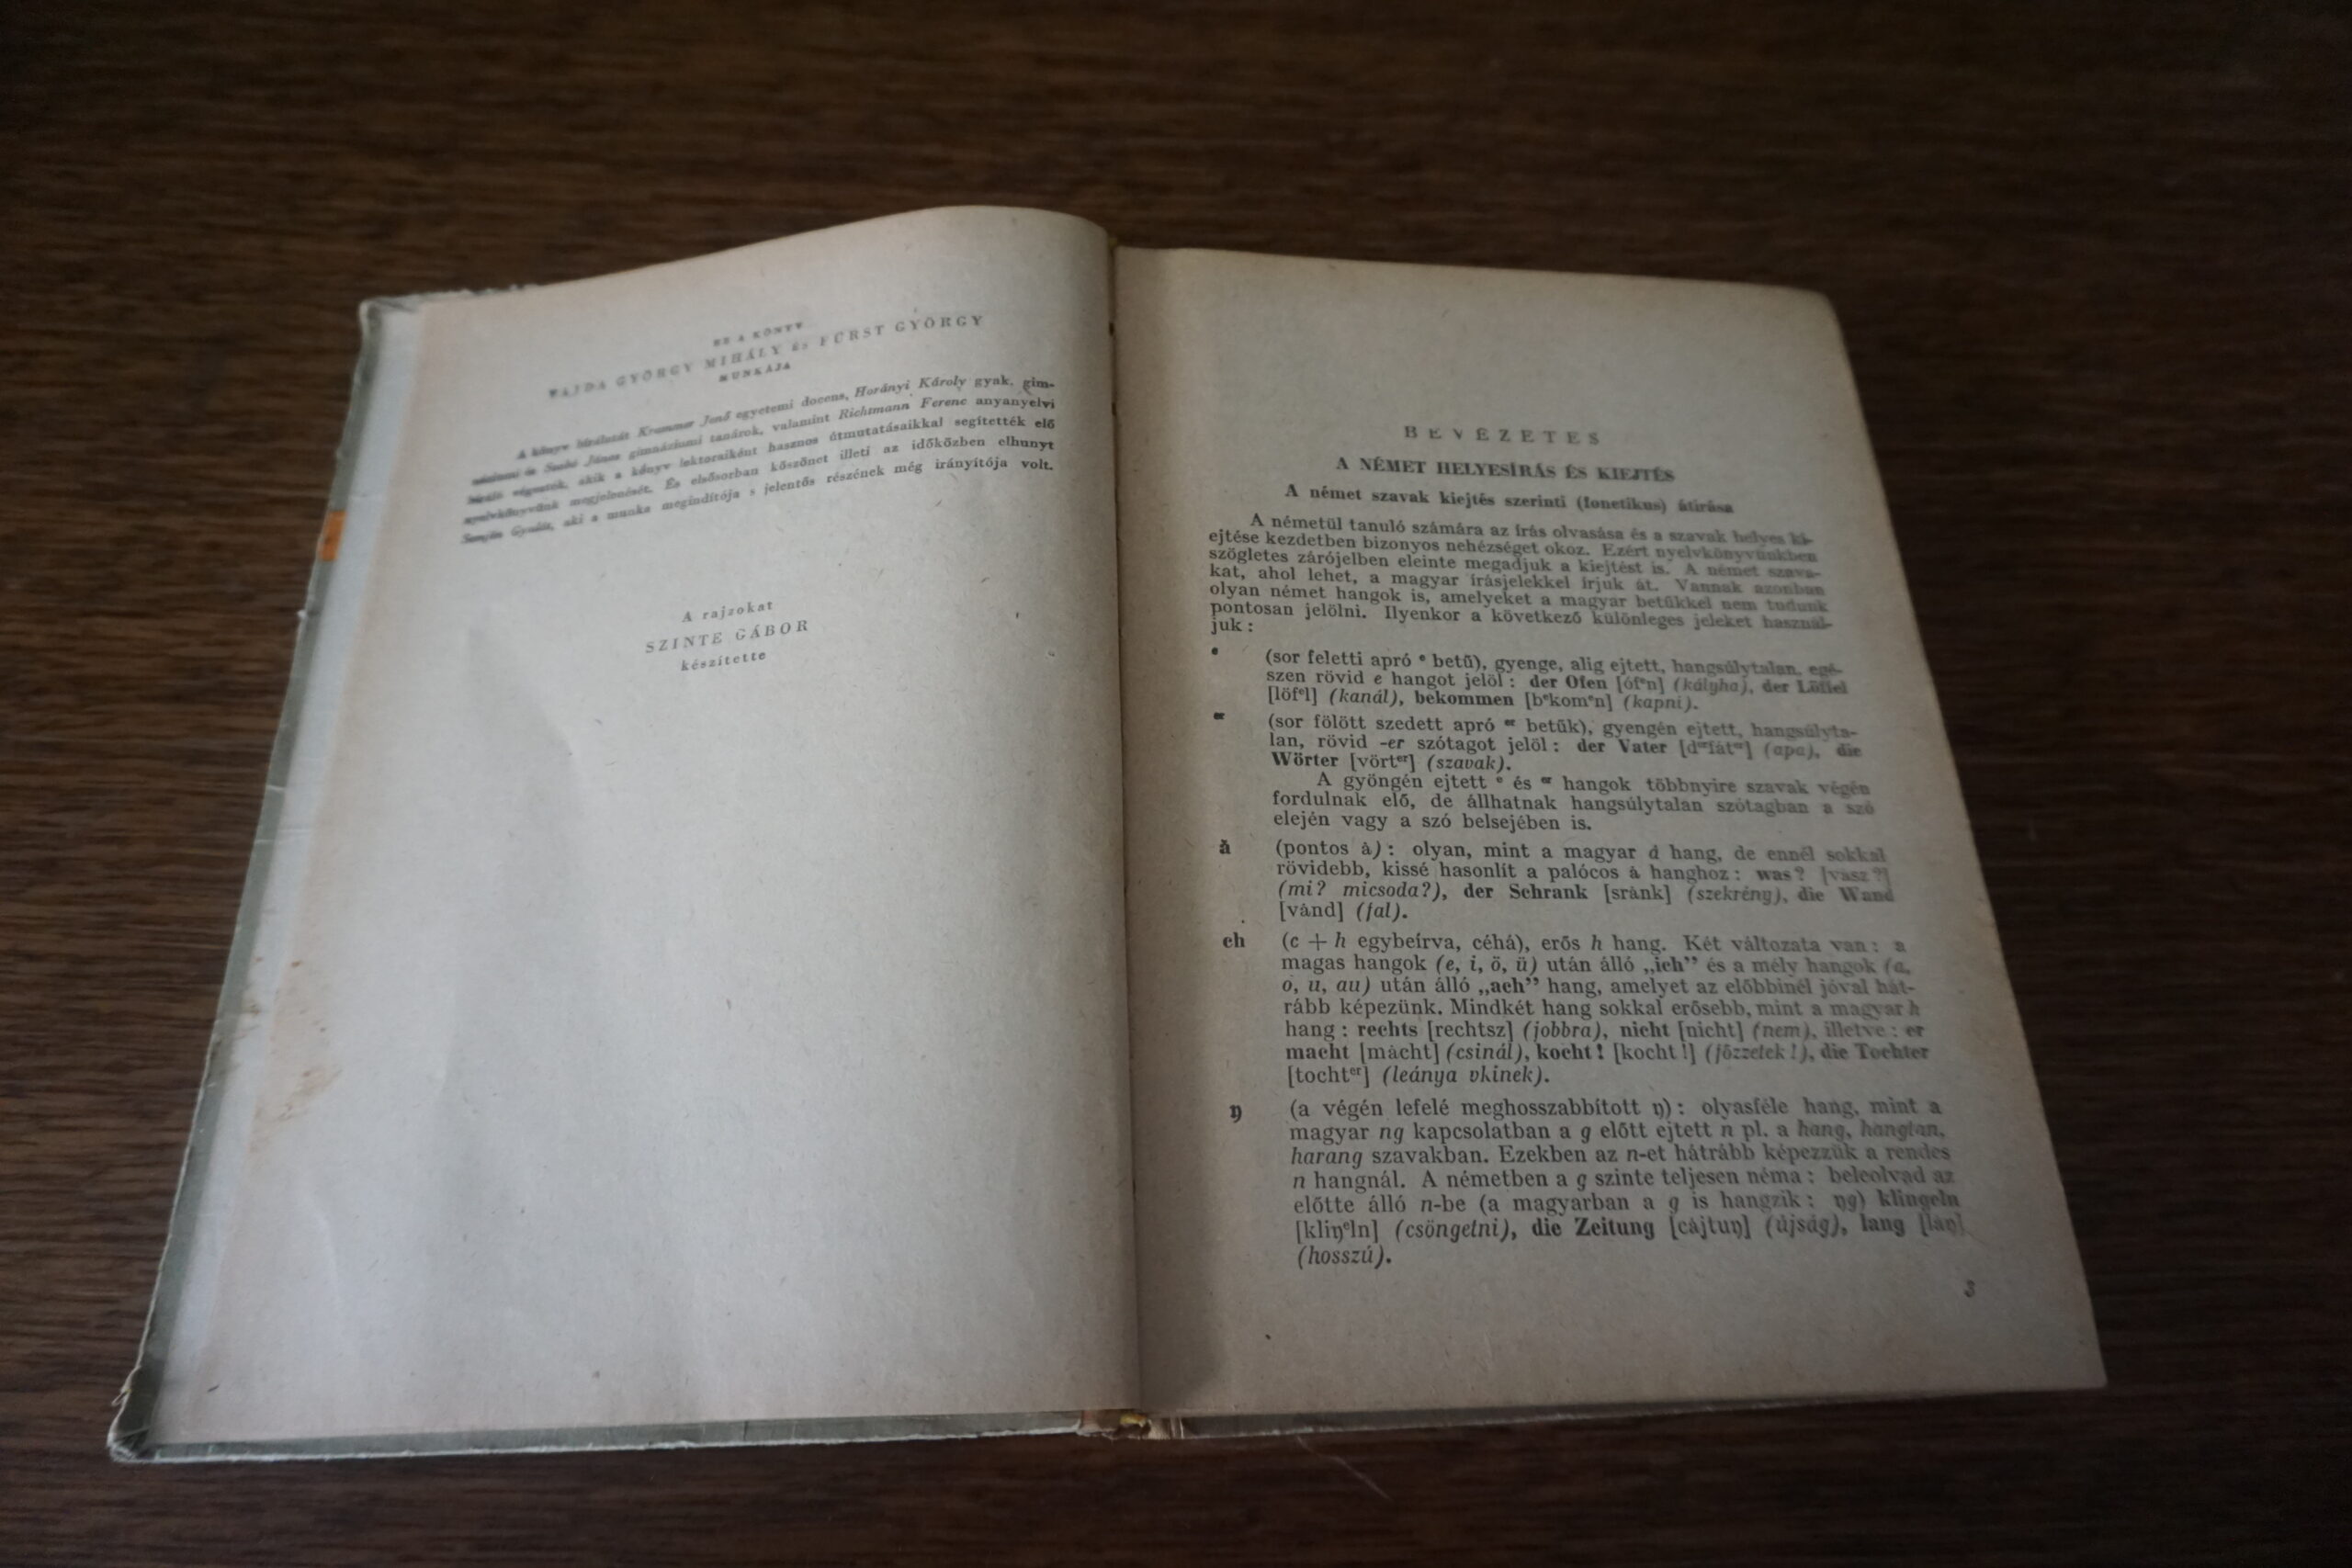 EZ A KÖNYV
VAJDA GYÖRGY MIHÁLY és FÜRST GYÖRGY
MUNKÁJA
A könyv bírálatát Krammer Jenő egyetemi docens, Horányi Károly gyak. gim-
názium és Szabó János gimnáziumi tanárok, valamint Richtmann Ferenc anyanyelvi
bíráló végezték, akik a könyv lektoraiként hasznos útmutatásaikkal segítették elő
nyelvkönyvünk megjelenését. És elsősorban köszönet illeti az időközben elhunyt
Gyulát, aki a munka megindítója s jelentős részének még irányítója volt.
A rajzokat
SZINTE GÁBOR
készítette
BEVEZETES
A NÉMET HELYESÍRÁS ÉS KIEJTÉS
A német szavak kiejtés szerinti (fonetikus) átírása
A németül tanuló számára az írás olvasása és a szavak helyes ki-
ejtése kezdetben bizonyos nehézséget okoz. Ezért nyelvkönyvünkben
szögletes zárójelben eleinte megadjuk a kiejtést is. A német szava-
kat, ahol lehet, a magyar írásjelekkel írjuk át. Vannak azonban
olyan német hangok is, amelyeket a magyar betűkkel nem tudunk
pontosan jelölni. Ilyenkor a következő különleges jeleket használ-
juk :
ᵉ (sor feletti apró ᵉ betű), gyenge, alig ejtett, hangsúlytalan, egé-
szen rövid e hangot jelöl : der Ofen [ófᵉn] (kályha), der Löffel
[löfᵉl] (kanál), bekommen [bᵉkomᵉn] (kapni).
ᵉʳ (sor fölött szedett apró ᵉʳ betűk), gyengén ejtett, hangsúlyta-
lan, rövid -er szótagot jelöl : der Vater [dᵉʳfátᵉʳ] (apa), die
Wörter [vörtᵉʳ] (szavak).
A gyöngén ejtett ᵉ és ᵉʳ hangok többnyire szavak végén
fordulnak elő, de állhatnak hangsúlytalan szótagban a szó
elején vagy a szó belsejében is.
ȧ (pontos ȧ) : olyan, mint a magyar á hang, de ennél sokkal
rövidebb, kissé hasonlít a palócos ȧ hanghoz : was? [vȧsz?]
(mi? micsoda?), der Schrank [srȧnk] (szekrény), die Wand
[vȧnd] (fal).
ch (c + h egybeírva, céhá), erős h hang. Két változata van : a
magas hangok (e, i, ö, ü) után álló „ich” és a mély hangok (a,
o, u, au) után álló „ach” hang, amelyet az előbbinél jóval hát-
rább képezünk. Mindkét hang sokkal erősebb, mint a magyar h
hang : rechts [rechtsz] (jobbra), nicht [nicht] (nem), illetve : er
macht [mȧcht] (csinál), kocht! [kocht!] (főzzetek!), die Tochter
[tochtᵉʳ] (leánya vkinek).
ŋ (a végén lefelé meghosszabbított ŋ) : olyasféle hang, mint a
magyar ng kapcsolatban a g előtt ejtett n pl. a hang, hangtan,
harang szavakban. Ezekben az n-et hátrább képezzük a rendes
n hangnál. A németben a g szinte teljesen néma : beleolvad az
előtte álló n-be (a magyarban a g is hangzik : ŋg) klingeln
[kliŋᵉln] (csöngetni), die Zeitung [cȧjtuŋ] (újság), lang [lȧŋ]
(hosszú).
3